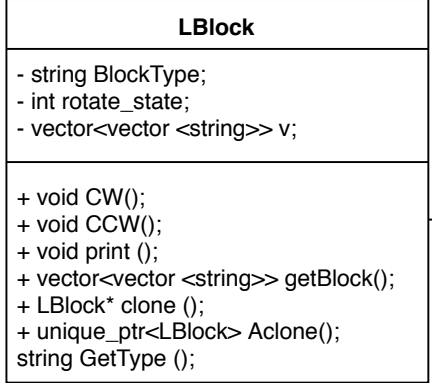 LBlock
- string BlockType;
- int rotate_state;
- vector<vector <string>> v;
+ void CW();
+ void CCW();
+ void print ();
+ vector<vector <string>> getBlock();
+ LBlock* clone ();
+ unique_ptr<LBlock> Aclone();
string GetType ();